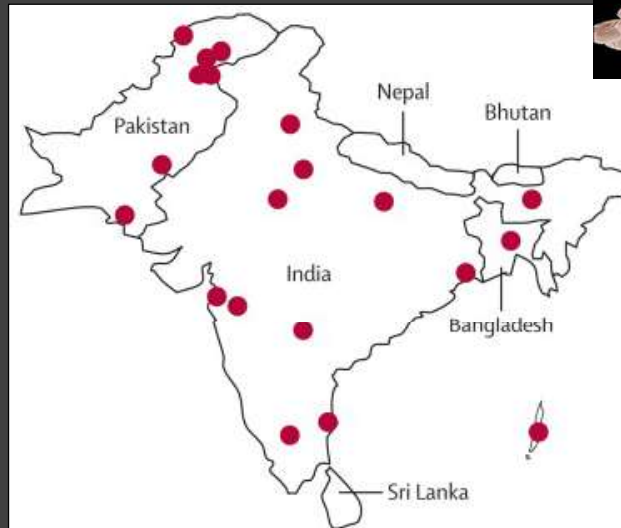 Nepal
Bhutan
Pakistan
India
Bangladesh
Sri Lanka